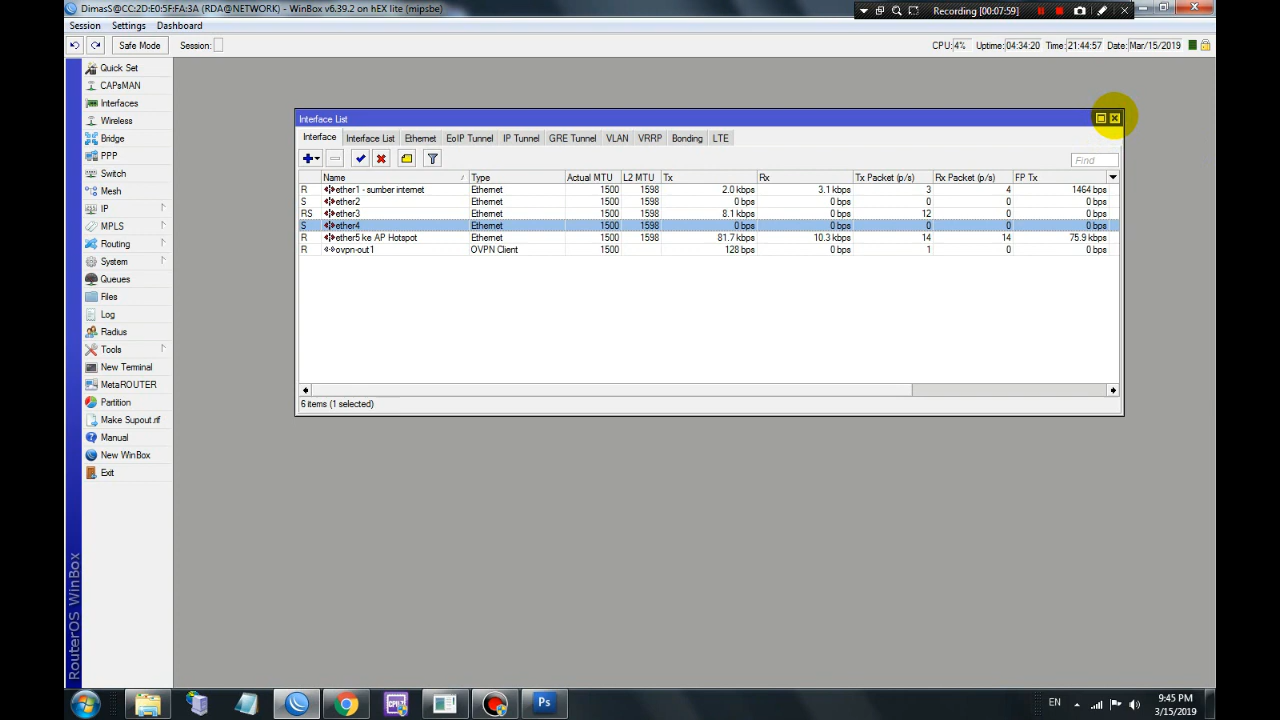 DimasS@CC:2D:E0:5F:FA:3A (RDA@NETWORK) - WinBox v6.39.2 on hEX lite (mipsbe)
Recording [00:07:59]
Session Settings Dashboard
Safe Mode Session: CPU: 4% Uptime: 04:34:20 Time: 21:44:57 Date: Mar/15/2019
Quick Set
CAPsMAN
Interfaces
Wireless
Bridge
PPP
Switch
Mesh
IP
MPLS
Routing
System
Queues
Files
Log
Radius
Tools
New Terminal
MetaROUTER
Partition
Make Supout.rif
Manual
New WinBox
Exit
RouterOS WinBox
Interface List
Interface Interface List Ethernet EoIP Tunnel IP Tunnel GRE Tunnel VLAN VRRP Bonding LTE
Find
Name / Type Actual MTU L2 MTU Tx Rx Tx Packet (p/s) Rx Packet (p/s) FP Tx
R ether1 - sumber internet Ethernet 1500 1598 2.0 kbps 3.1 kbps 3 4 1464 bps
S ether2 Ethernet 1500 1598 0 bps 0 bps 0 0 0 bps
RS ether3 Ethernet 1500 1598 8.1 kbps 0 bps 12 0 0 bps
S ether4 Ethernet 1500 1598 0 bps 0 bps 0 0 0 bps
R ether5 ke AP Hotspot Ethernet 1500 1598 81.7 kbps 10.3 kbps 14 14 75.9 kbps
R ovpn-out1 OVPN Client 1500 128 bps 0 bps 1 0 0 bps
6 items (1 selected)
Ps
EN
9:45 PM
3/15/2019